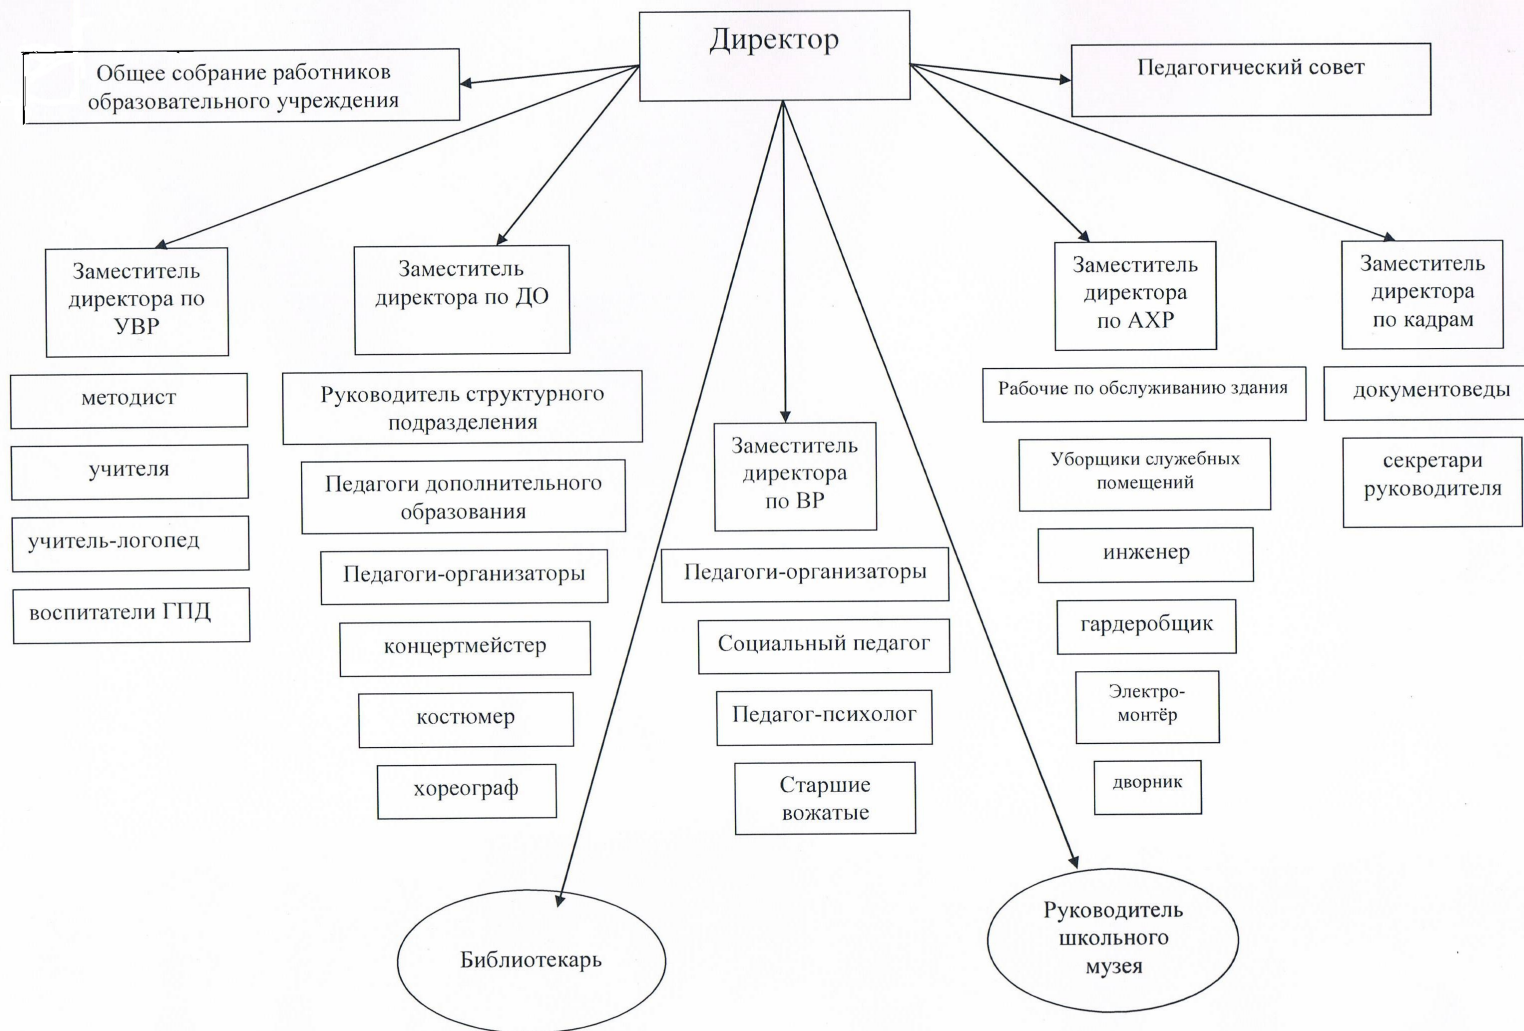 Директор
Общее собрание работников
образовательного учреждения
Педагогический совет
Заместитель
директора по
УВР
методист
учителя
учитель-логопед
воспитатели ГПД
Заместитель
директора по ДО
Руководитель структурного
подразделения
Педагоги дополнительного
образования
Педагоги-организаторы
концертмейстер
костюмер
хореограф
Заместитель
директора
по ВР
Педагоги-организаторы
Социальный педагог
Педагог-психолог
Старшие
вожатые
Заместитель
директора
по АХР
Рабочие по обслуживанию здания
Уборщики служебных
помещений
инженер
гардеробщик
Электро-
монтёр
дворник
Заместитель
директора
по кадрам
документоведы
секретари
руководителя
Библиотекарь
Руководитель
школьного
музея